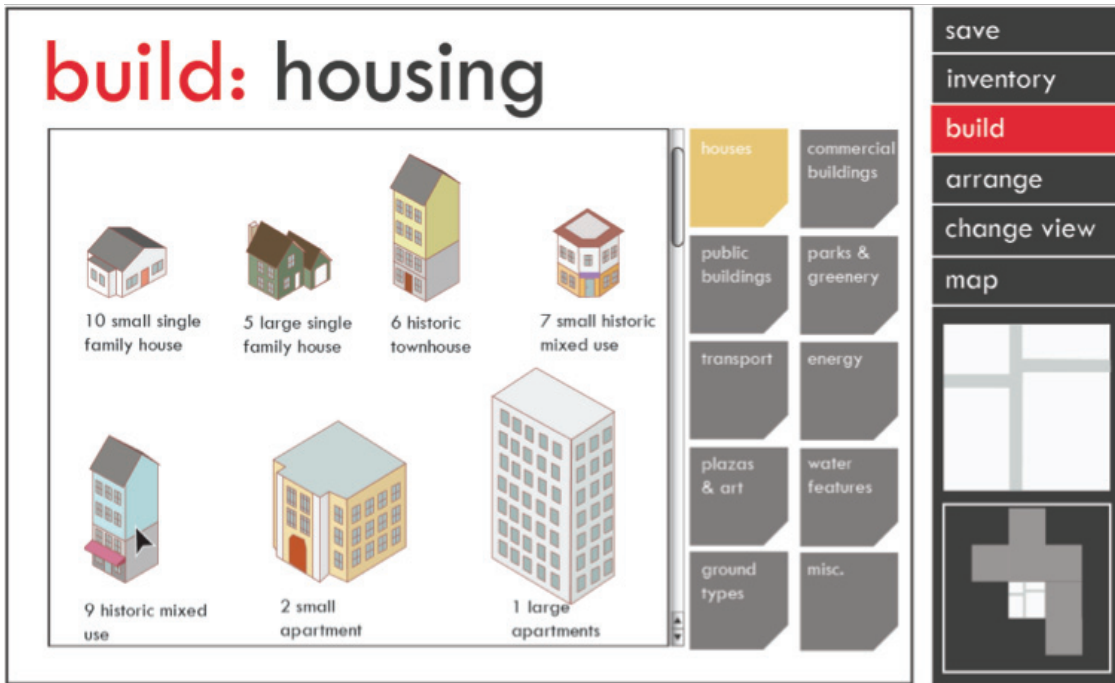 build: housing
10 small single
family house
5 large single
family house
6 historic
townhouse
7 small historic
mixed use
9 historic mixed
use
2 small
apartment
1 large
apartments
houses
commercial
buildings
public
buildings
parks &
greenery
transport
energy
plazas
& art
water
features
ground
types
misc.
save
inventory
build
arrange
change view
map